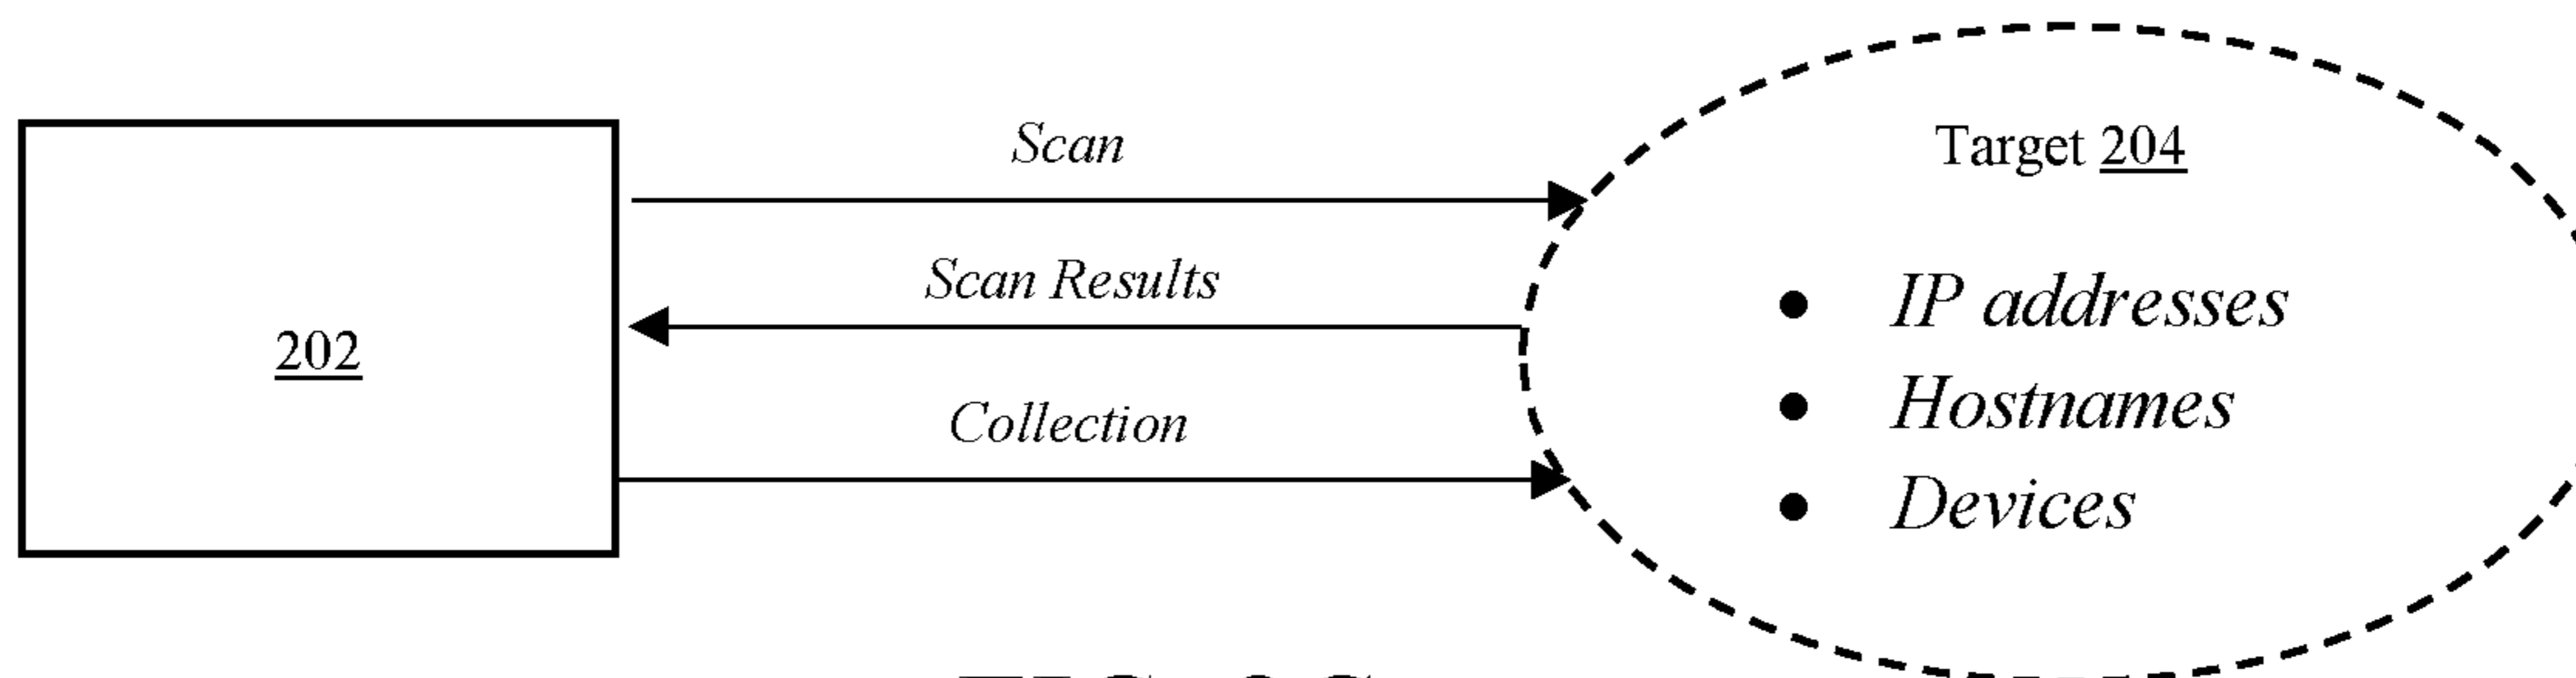 Scan
Target 204
Scan Results
IP addresses
202
Hostnames
Collection
Devices